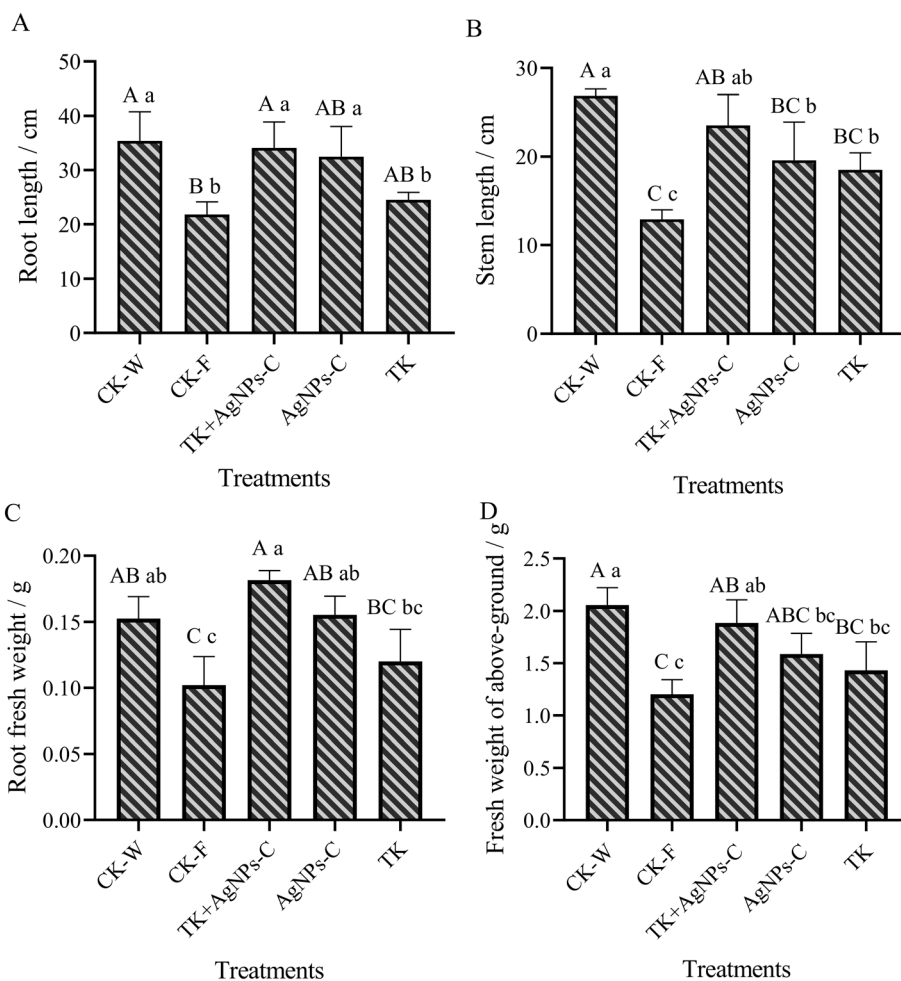 A
Root length / cm
50
40
30
20
10
0
A a
B b
A a
AB a
AB b
CK-W
CK-F
TK+AgNPs-C
AgNPs-C
TK
Treatments
B
Stem length / cm
30
20
10
0
A a
C c
AB ab
BC b
BC b
CK-W
CK-F
TK+AgNPs-C
AgNPs-C
TK
Treatments
C
Root fresh weight / g
0.20
0.15
0.10
0.05
0.00
AB ab
C c
A a
AB ab
BC bc
CK-W
CK-F
TK+AgNPs-C
AgNPs-C
TK
Treatments
D
Fresh weight of above-ground / g
2.5
2.0
1.5
1.0
0.5
0.0
A a
C c
AB ab
ABC bc
BC bc
CK-W
CK-F
TK+AgNPs-C
AgNPs-C
TK
Treatments